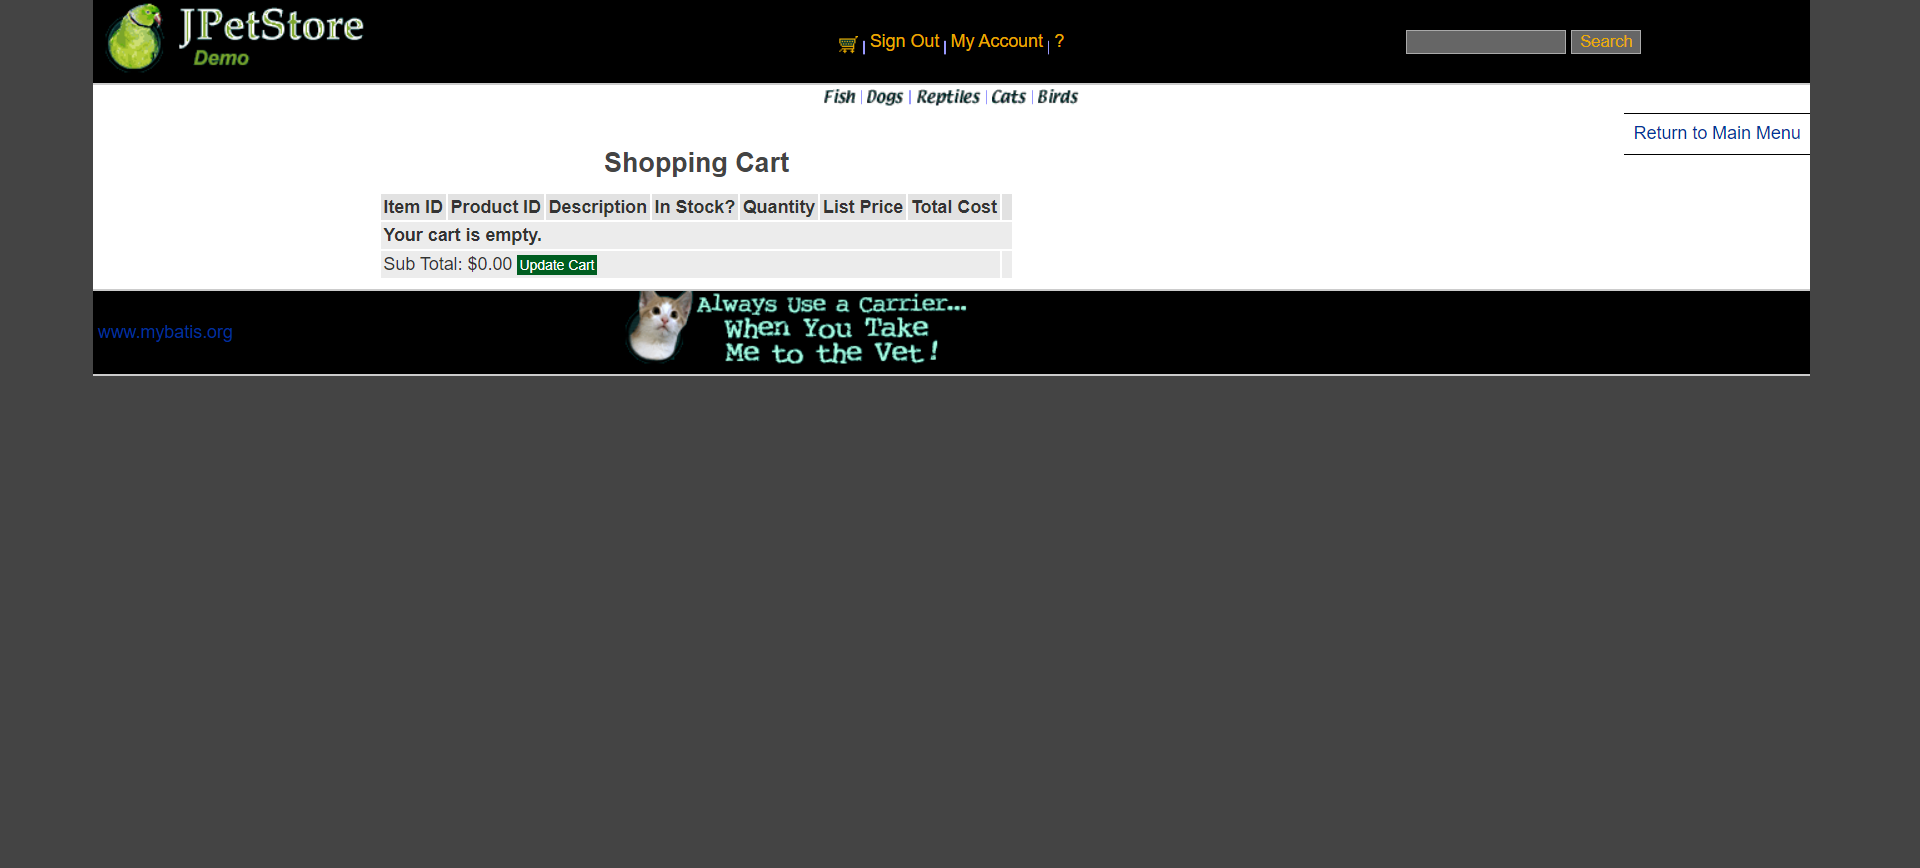 JPetStore
Demo
Sign Out | My Account | ?
Search
Fish | Dogs | Reptiles | Cats | Birds
Return to Main Menu
Shopping Cart
Item ID Product ID Description In Stock? Quantity List Price Total Cost
Your cart is empty.
Sub Total: $0.00 Update Cart
www.mybatis.org
Always Use a Carrier...
When You Take
Me to the Vet!